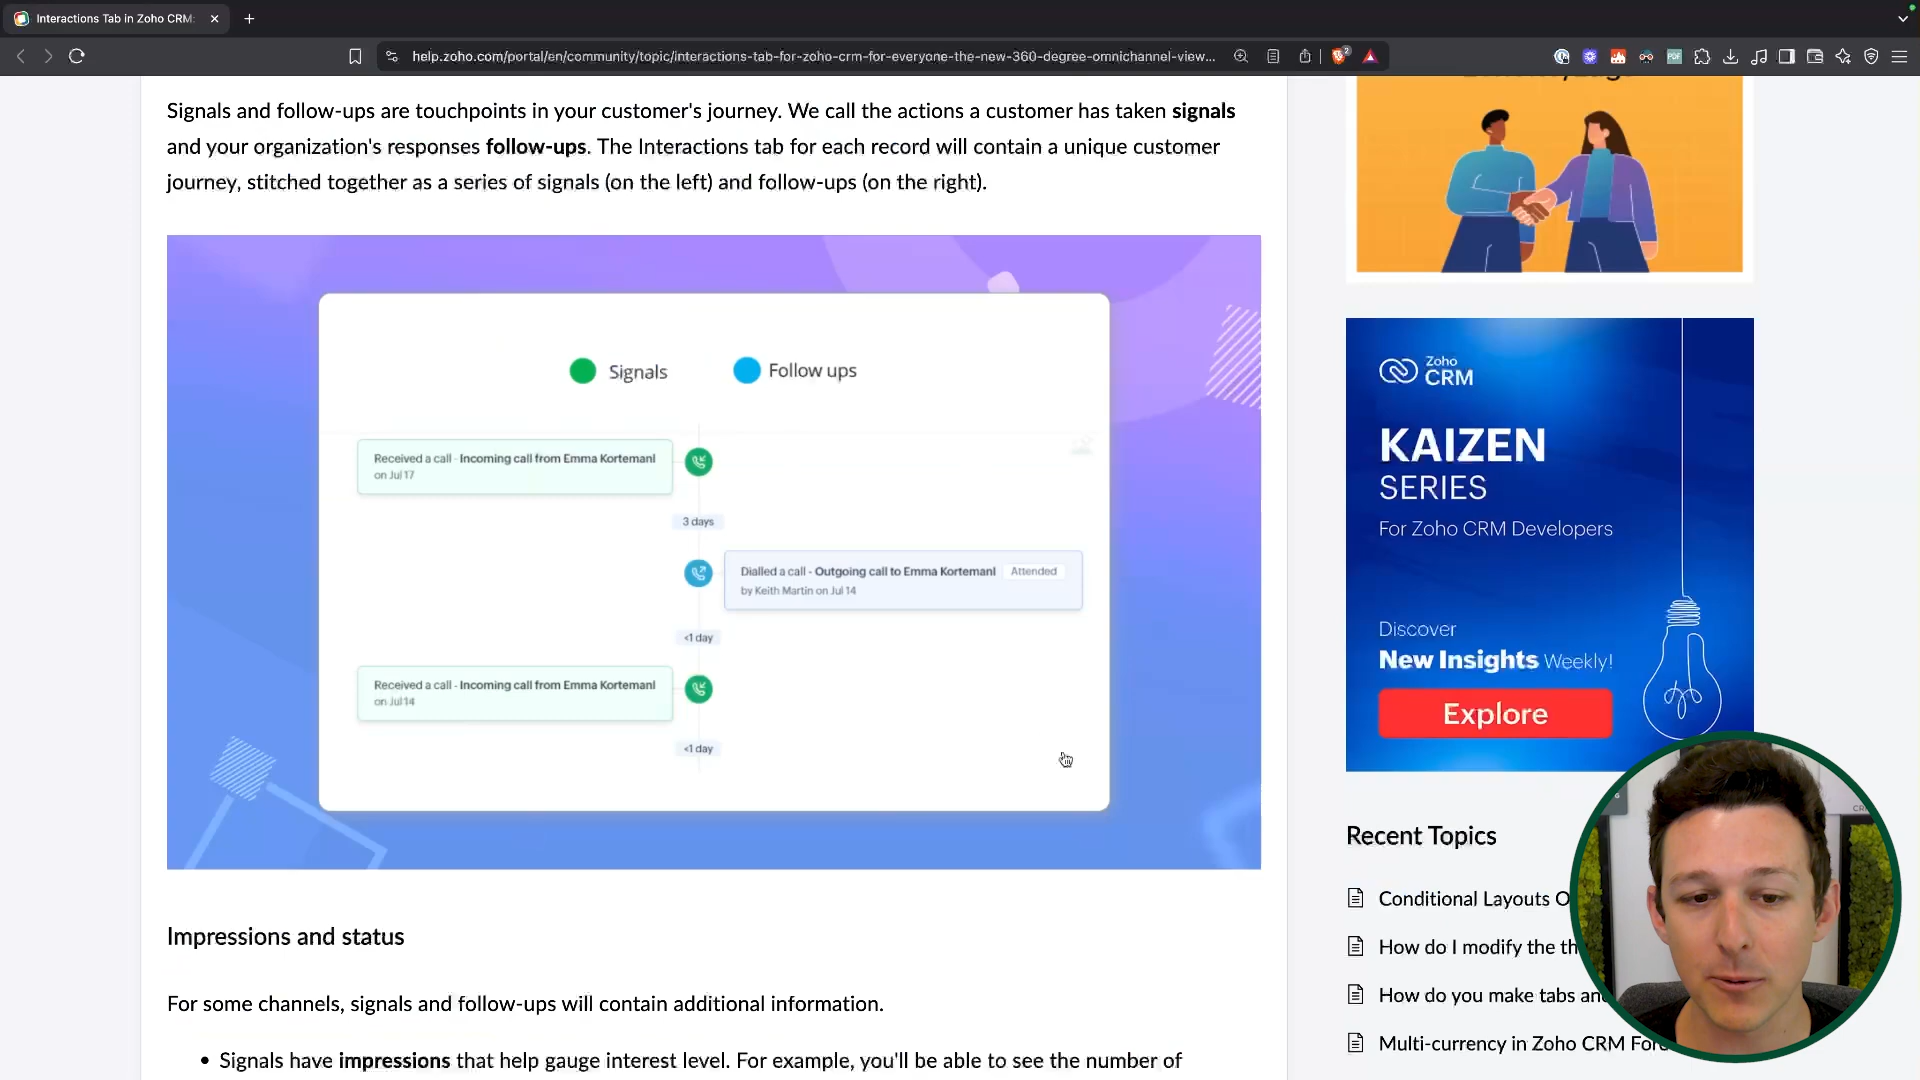 Interactions Tab in Zoho CRM:
help.zoho.com/portal/en/community/topic/interactions-tab-for-zoho-crm-for-everyone-the-new-360-degree-omnichannel-view...
2
PDF
Signals and follow-ups are touchpoints in your customer's journey. We call the actions a customer has taken signals
and your organization's responses follow-ups. The Interactions tab for each record will contain a unique customer
journey, stitched together as a series of signals (on the left) and follow-ups (on the right).
Signals
Follow ups
Received a call - Incoming call from Emma Kortemanl
on Jul 17
3 days
Dialled a call - Outgoing call to Emma Kortemanl Attended
by Keith Martin on Jul 14
<1 day
Received a call - Incoming call from Emma Kortemanl
on Jul 14
<1 day
Impressions and status
For some channels, signals and follow-ups will contain additional information.
• Signals have impressions that help gauge interest level. For example, you'll be able to see the number of
Zoho
CRM
KAIZEN
SERIES
For Zoho CRM Developers
Discover
New Insights Weekly!
Explore
Recent Topics
Conditional Layouts O
How do I modify the th
How do you make tabs an
Multi-currency in Zoho CRM For